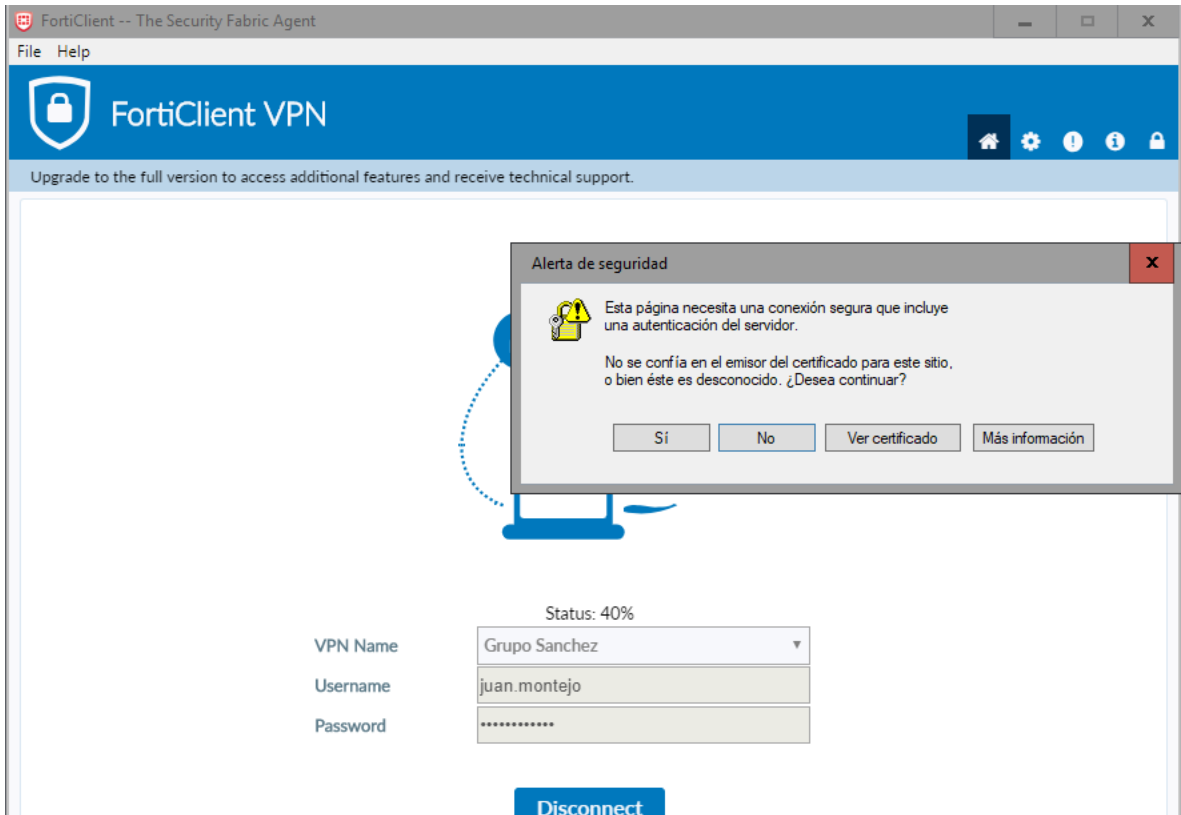 FortiClient -- The Security Fabric Agent
File Help
FortiClient VPN
Upgrade to the full version to access additional features and receive technical support.
Alerta de seguridad
Esta página necesita una conexión segura que incluye
una autenticación del servidor.
No se confía en el emisor del certificado para este sitio,
o bien éste es desconocido. ¿Desea continuar?
Sí No Ver certificado Más información
Status: 40%
VPN Name Grupo Sanchez
Username juan.montejo
Password ••••••••••••
Disconnect